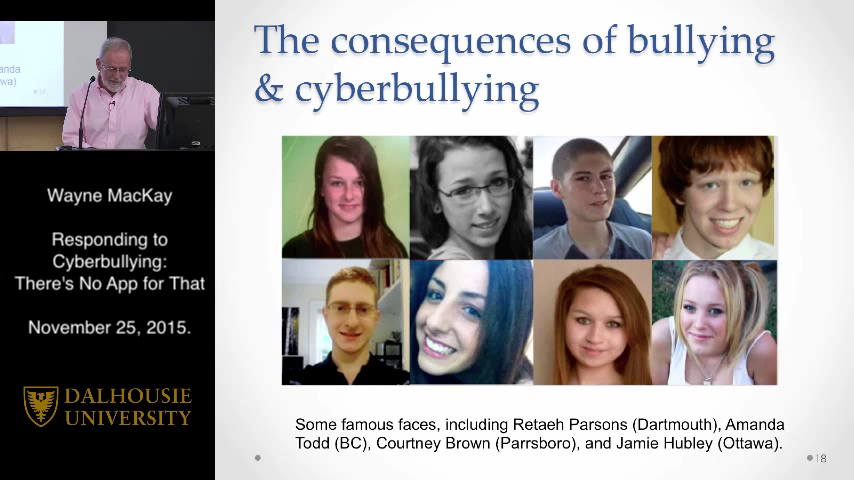 The consequences of bullying
& cyberbullying
anda
wa)
Wayne MacKay
Responding to
Cyberbullying:
There's No App for That
November 25, 2015.
DALHOUSIE
UNIVERSITY
Some famous faces, including Retaeh Parsons (Dartmouth), Amanda
Todd (BC), Courtney Brown (Parrsboro), and Jamie Hubley (Ottawa).
18